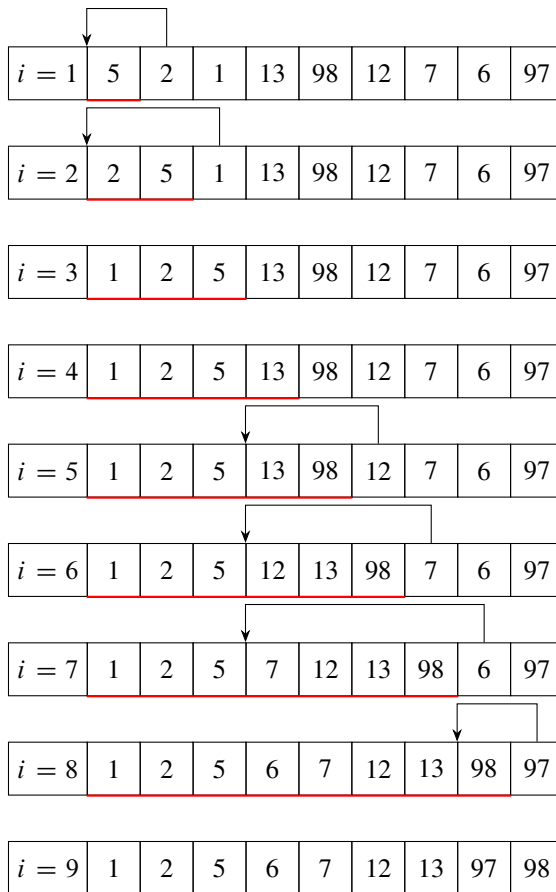 i = 1 5 2 1 13 98 12 7 6 97
i = 2 2 5 1 13 98 12 7 6 97
i = 3 1 2 5 13 98 12 7 6 97
i = 4 1 2 5 13 98 12 7 6 97
i = 5 1 2 5 13 98 12 7 6 97
i = 6 1 2 5 12 13 98 7 6 97
i = 7 1 2 5 7 12 13 98 6 97
i = 8 1 2 5 6 7 12 13 98 97
i = 9 1 2 5 6 7 12 13 97 98